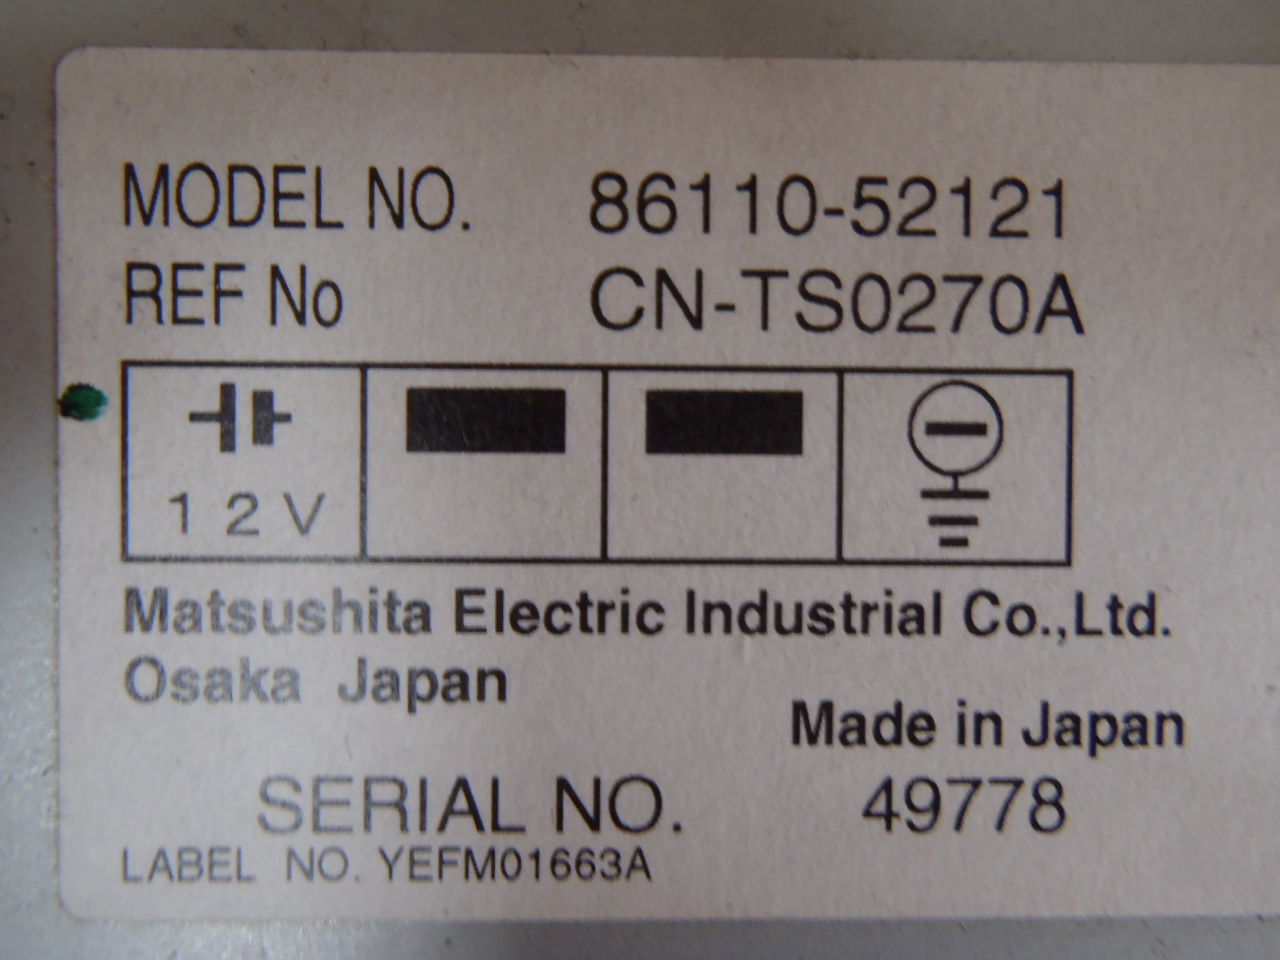 MODEL NO. 86110-52121
REF No CN-TS0270A
12V
Matsushita Electric Industrial Co.,Ltd.
Osaka Japan
Made in Japan
SERIAL NO. 49778
LABEL NO. YEFM01663A